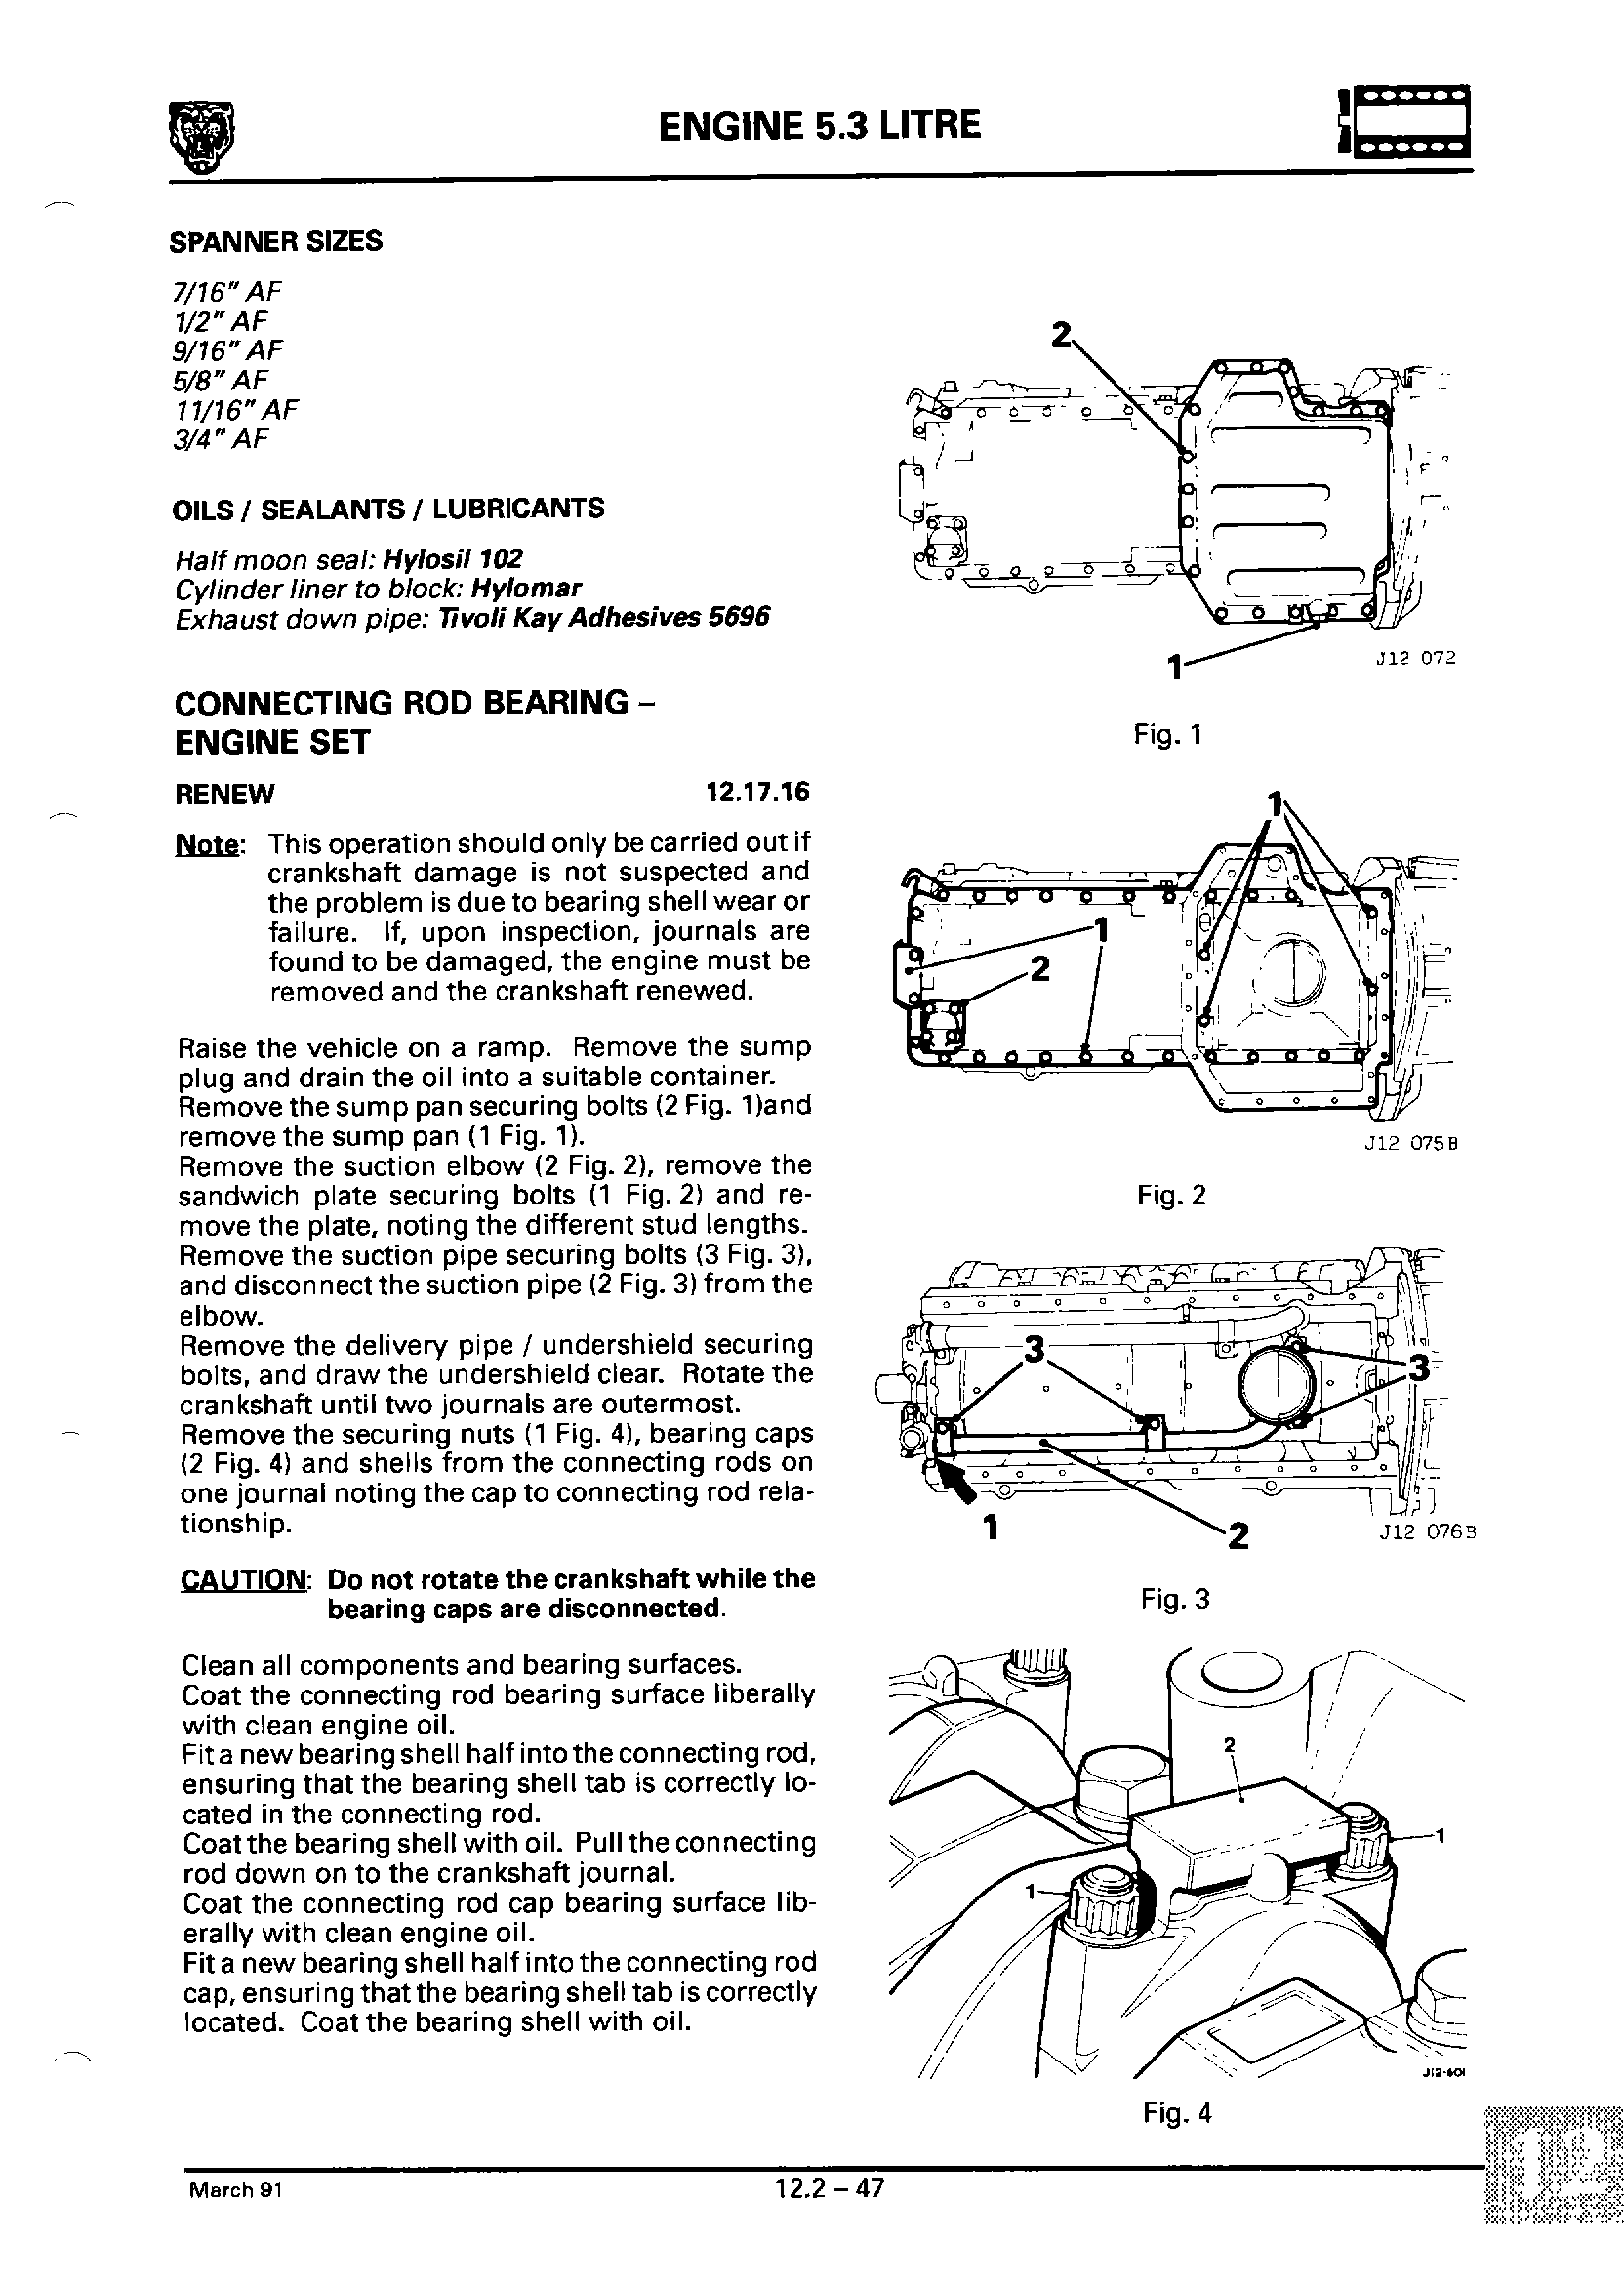 ENGINE 5.3 LITRE
SPANNER SIZES
7/16" AF
1/2" AF
9/16" AF
5/8" AF
11/16" AF
3/4" AF
OILS / SEALANTS / LUBRICANTS
Half moon seal: Hylosil 102
Cylinder liner to block: Hylomar
Exhaust down pipe: Tivoli Kay Adhesives 5696
CONNECTING ROD BEARING –
ENGINE SET
RENEW 12.17.16
Note: This operation should only be carried out if
crankshaft damage is not suspected and
the problem is due to bearing shell wear or
failure. If, upon inspection, journals are
found to be damaged, the engine must be
removed and the crankshaft renewed.
Raise the vehicle on a ramp. Remove the sump
plug and drain the oil into a suitable container.
Remove the sump pan securing bolts (2 Fig. 1)and
remove the sump pan (1 Fig. 1).
Remove the suction elbow (2 Fig. 2), remove the
sandwich plate securing bolts (1 Fig. 2) and re-
move the plate, noting the different stud lengths.
Remove the suction pipe securing bolts (3 Fig. 3),
and disconnect the suction pipe (2 Fig. 3) from the
elbow.
Remove the delivery pipe / undershield securing
bolts, and draw the undershield clear. Rotate the
crankshaft until two journals are outermost.
Remove the securing nuts (1 Fig. 4), bearing caps
(2 Fig. 4) and shells from the connecting rods on
one journal noting the cap to connecting rod rela-
tionship.
CAUTION: Do not rotate the crankshaft while the
bearing caps are disconnected.
Clean all components and bearing surfaces.
Coat the connecting rod bearing surface liberally
with clean engine oil.
Fit a new bearing shell half into the connecting rod,
ensuring that the bearing shell tab is correctly lo-
cated in the connecting rod.
Coat the bearing shell with oil. Pull the connecting
rod down on to the crankshaft journal.
Coat the connecting rod cap bearing surface lib-
erally with clean engine oil.
Fit a new bearing shell half into the connecting rod
cap, ensuring that the bearing shell tab is correctly
located. Coat the bearing shell with oil.
2
1
J12 072
Fig. 1
1
1
2
J12 075B
Fig. 2
3
3
1
2
J12 076B
Fig. 3
2
1
1
J12-601
Fig. 4
12
March 91
12.2 – 47